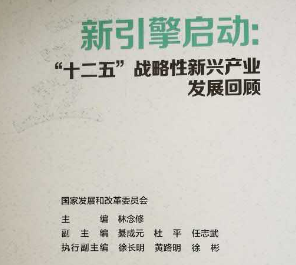 新引擎启动:
“十二五”战略性新兴产业
发展回顾
国家发展和改革委员会
主 编 林念修
副 主 编 綦成元 杜 平 任志武
执行副主编 徐长明 黄路明 徐 彬